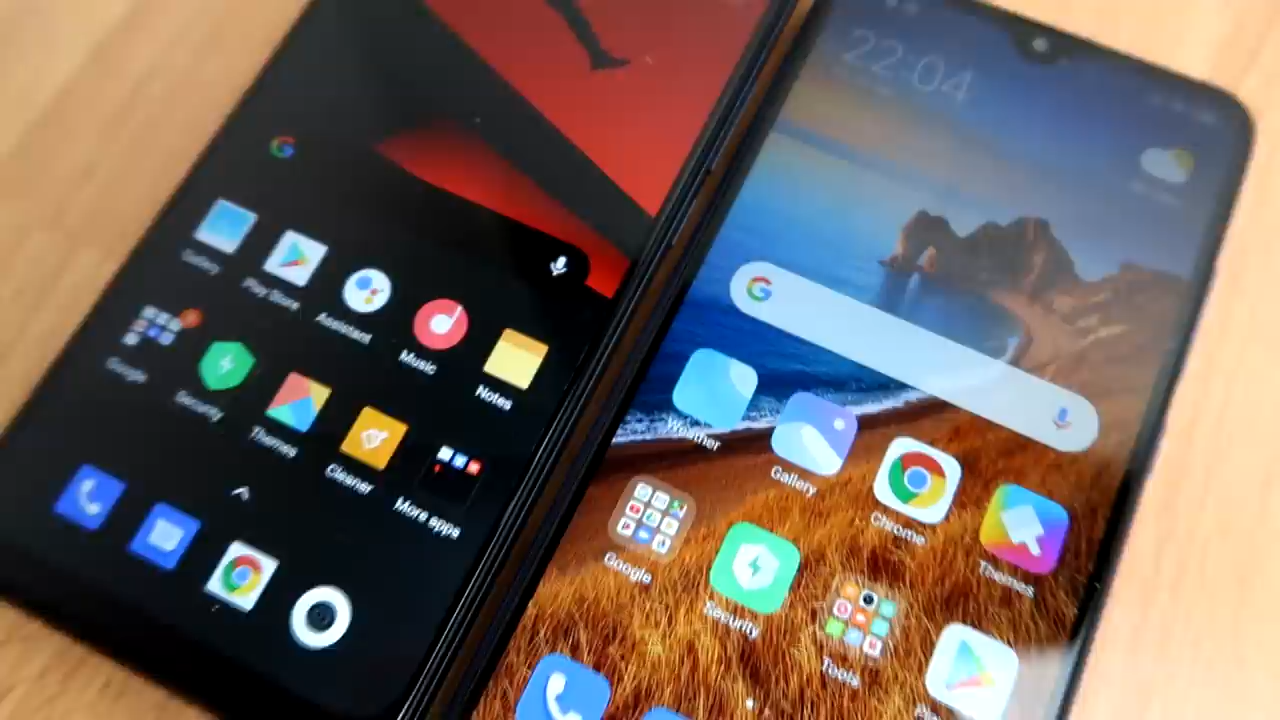 Gallery
Play Store
Assistant
Music
Notes
Google
Security
Themes
Cleaner
More apps
22:04
Weather
Gallery
Chrome
Themes
Google
Security
Tools